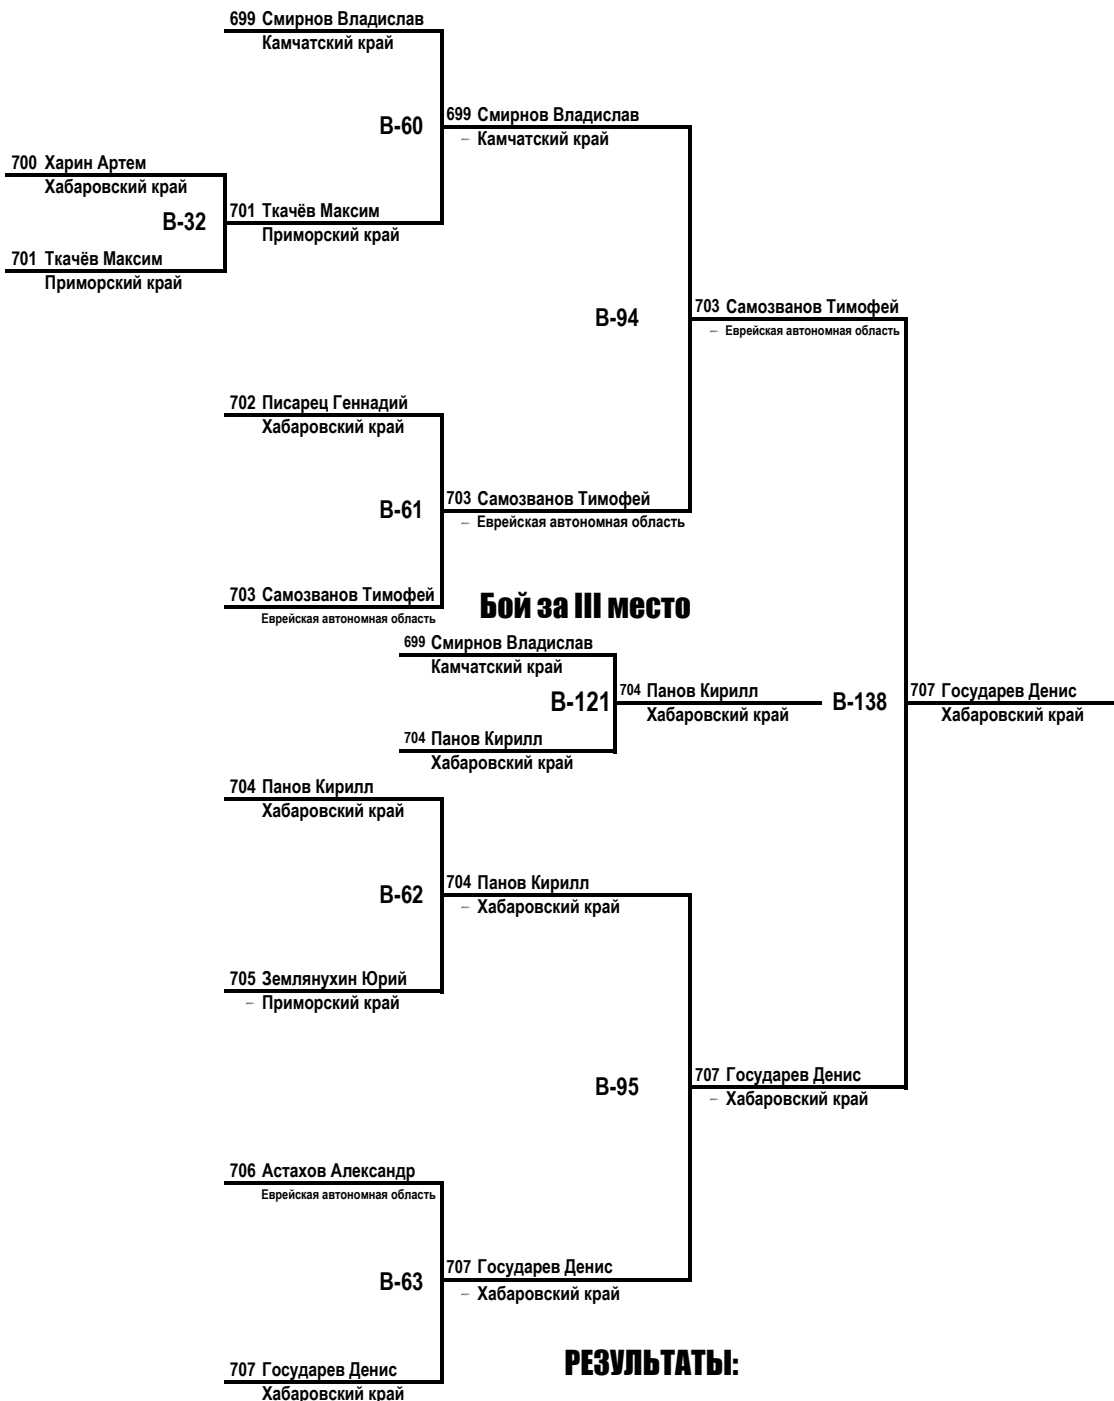 699 Смирнов Владислав
Камчатский край
В-60
699 Смирнов Владислав
– Камчатский край
700 Харин Артем
Хабаровский край
В-32
701 Ткачёв Максим
Приморский край
701 Ткачёв Максим
Приморский край
В-94
703 Самозванов Тимофей
– Еврейская автономная область
702 Писарец Геннадий
Хабаровский край
В-61
703 Самозванов Тимофей
– Еврейская автономная область
703 Самозванов Тимофей
Еврейская автономная область
Бой за III место
699 Смирнов Владислав
Камчатский край
В-121
704 Панов Кирилл
Хабаровский край
В-138
707 Государев Денис
Хабаровский край
704 Панов Кирилл
Хабаровский край
704 Панов Кирилл
Хабаровский край
В-62
704 Панов Кирилл
– Хабаровский край
705 Землянухин Юрий
– Приморский край
В-95
707 Государев Денис
– Хабаровский край
706 Астахов Александр
Еврейская автономная область
В-63
707 Государев Денис
– Хабаровский край
РЕЗУЛЬТАТЫ:
707 Государев Денис
Хабаровский край